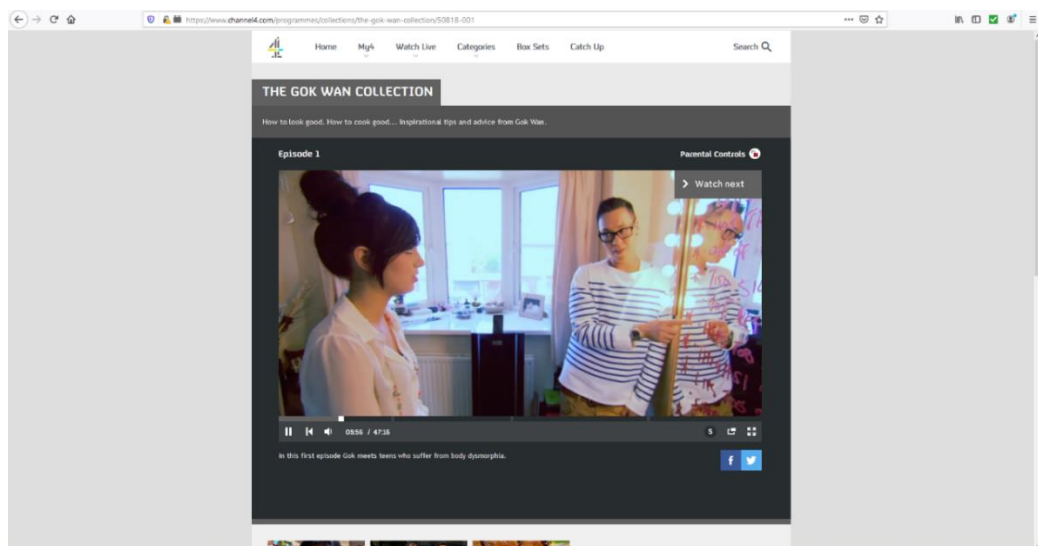 https://www.channel4.com/programmes/collections/the-gok-wan-collection/50818-001
Home My4 Watch Live Categories Box Sets Catch Up Search
THE GOK WAN COLLECTION
How to look good. How to cook good... Inspirational tips and advice from Gok Wan.
Episode 1 Parental Controls
Watch next
05:56 / 47:16
S
In this first episode Gok meets teens who suffer from body dysmorphia.